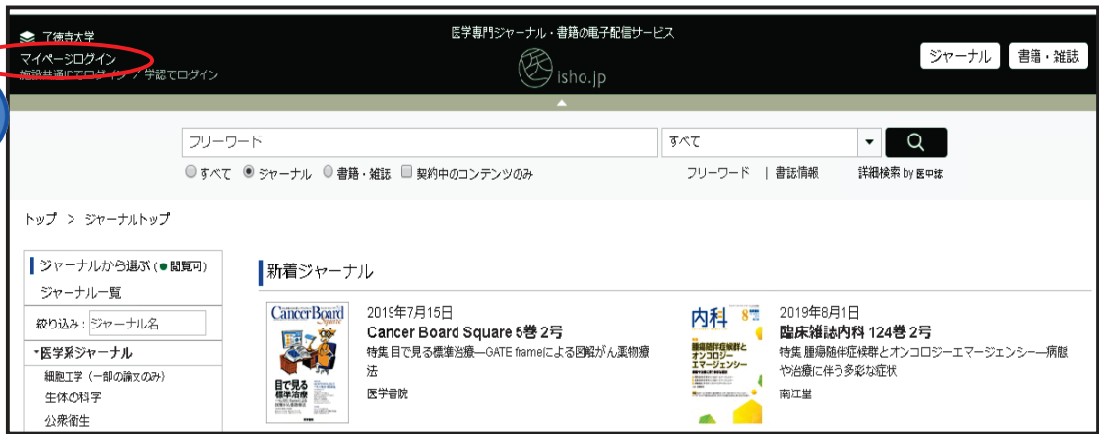 了徳寺大学
マイページログイン
施設共通IDでログイン / 学認でログイン
医学専門ジャーナル・書籍の電子配信サービス
医 isho.jp
ジャーナル 書籍・雑誌
フリーワード すべて
すべて ジャーナル 書籍・雑誌 契約中のコンテンツのみ
フリーワード | 書誌情報 詳細検索 by 医中誌
トップ > ジャーナルトップ
ジャーナルから選ぶ (● 閲覧可)
ジャーナル一覧
絞り込み : ジャーナル名
医学系ジャーナル
細胞工学 (一部の論文のみ)
生体の科学
公衆衛生
新着ジャーナル
CancerBoard
Square
目で見る
標準治療
2019年7月15日
Cancer Board Square 5巻 2号
特集 目で見る標準治療—GATE frameによる図解がん薬物療
法
医学書院
内科 8
腫瘍随伴症候群と
オンコロジー
エマージェンシー
2019年8月1日
臨床雑誌内科 124巻 2号
特集 腫瘍随伴症候群とオンコロジーエマージェンシー—病態
や治療に伴う多彩な症状
南江堂